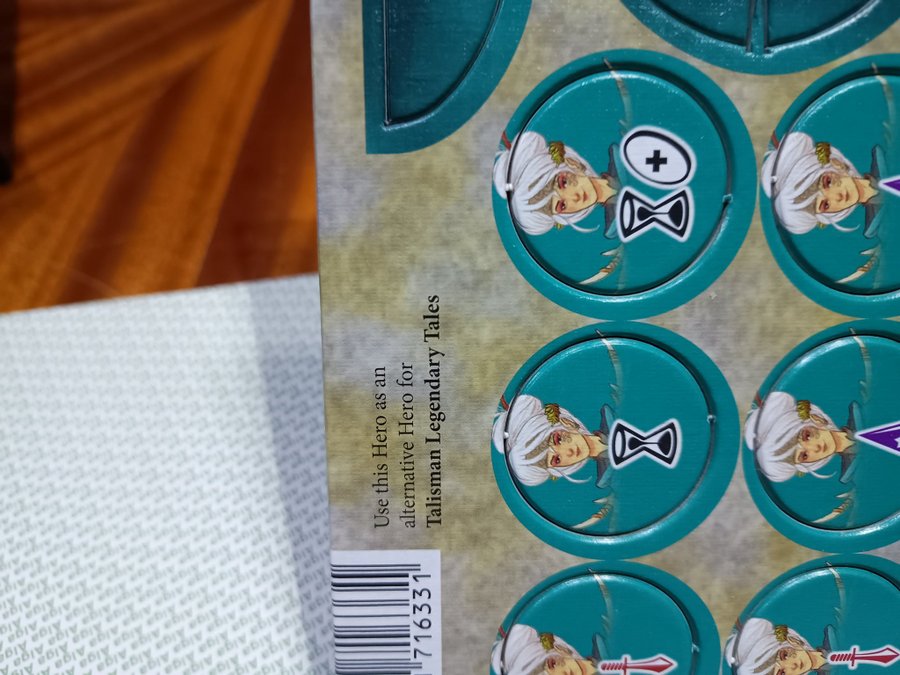 Use this Hero as an
alternative Hero for
Talisman Legendary Tales
716331